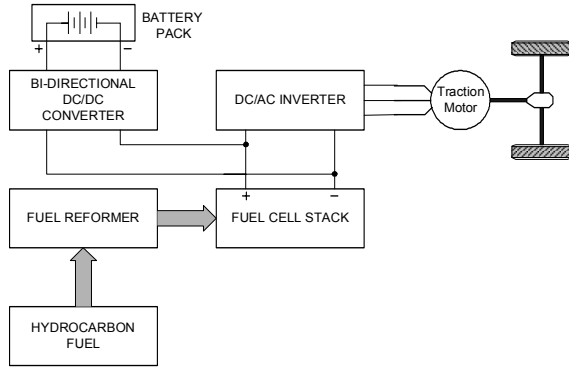 BATTERY
PACK
+ −
BI-DIRECTIONAL
DC/DC
CONVERTER
DC/AC INVERTER
Traction
Motor
+ −
FUEL REFORMER
FUEL CELL STACK
HYDROCARBON
FUEL